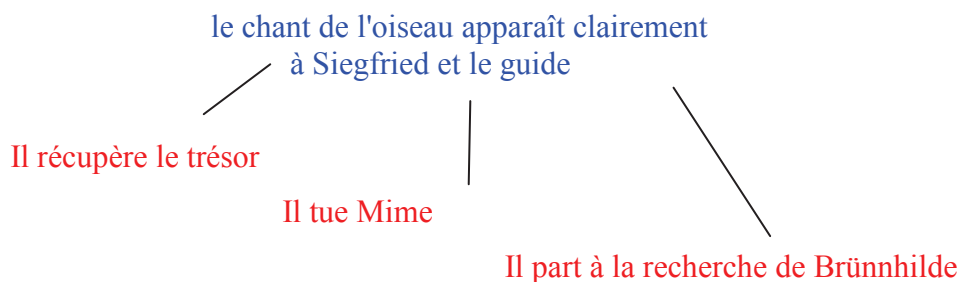 le chant de l'oiseau apparaît clairement
à Siegfried et le guide
Il récupère le trésor
Il tue Mime
Il part à la recherche de Brünnhilde